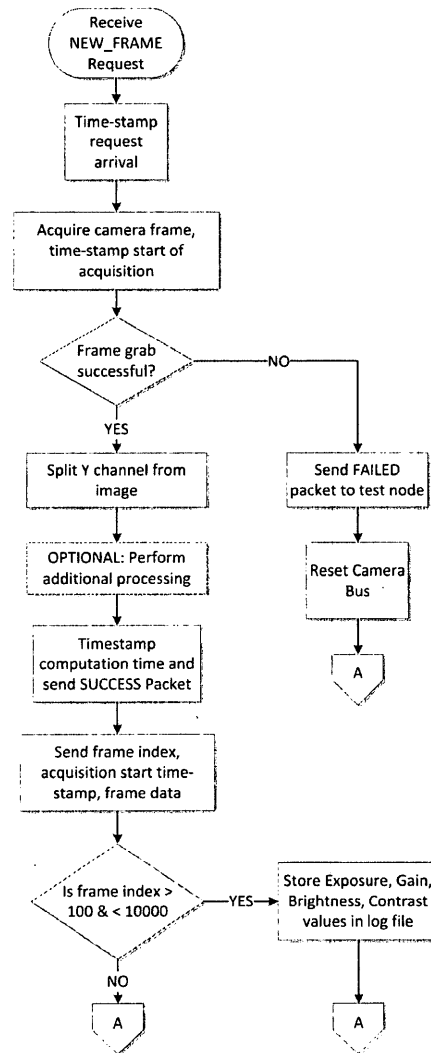 Receive
NEW_FRAME
Request
Time-stamp
request
arrival
Acquire camera frame,
time-stamp start of
acquisition
Frame grab
successful?
NO
YES
Split Y channel from
image
Send FAILED
packet to test node
OPTIONAL: Perform
additional processing
Reset Camera
Bus
Timestamp
computation time and
send SUCCESS Packet
A
Send frame index,
acquisition start time-
stamp, frame data
Is frame index >
100 & < 10000
YES
Store Exposure, Gain,
Brightness, Contrast
values in log file
NO
A
A